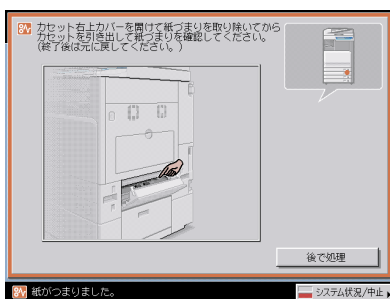 カセット右上カバーを開けて紙づまりを取り除いてから
カセットを引き出して紙づまりを確認してください。
(終了後は元に戻してください。)
後で処理
紙がつまりました。
システム状況/中止